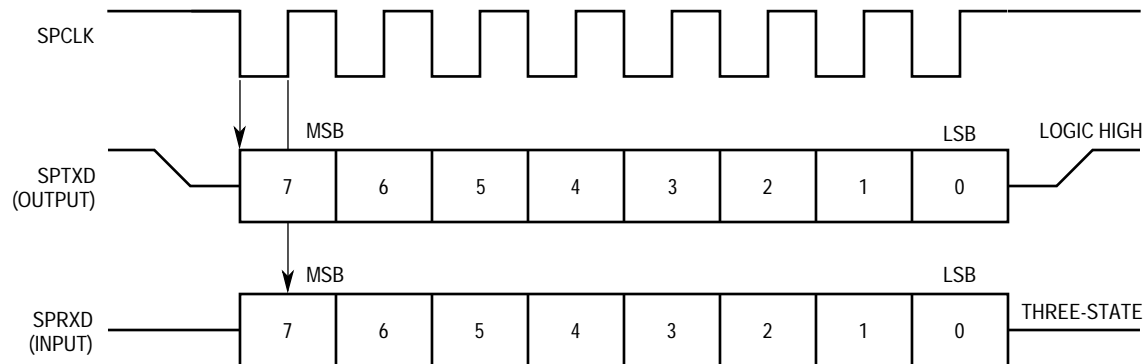 SPCLK
MSB
LSB
LOGIC HIGH
SPTXD
(OUTPUT)
7 6 5 4 3 2 1 0
MSB
LSB
THREE-STATE
SPRXD
(INPUT)
7 6 5 4 3 2 1 0